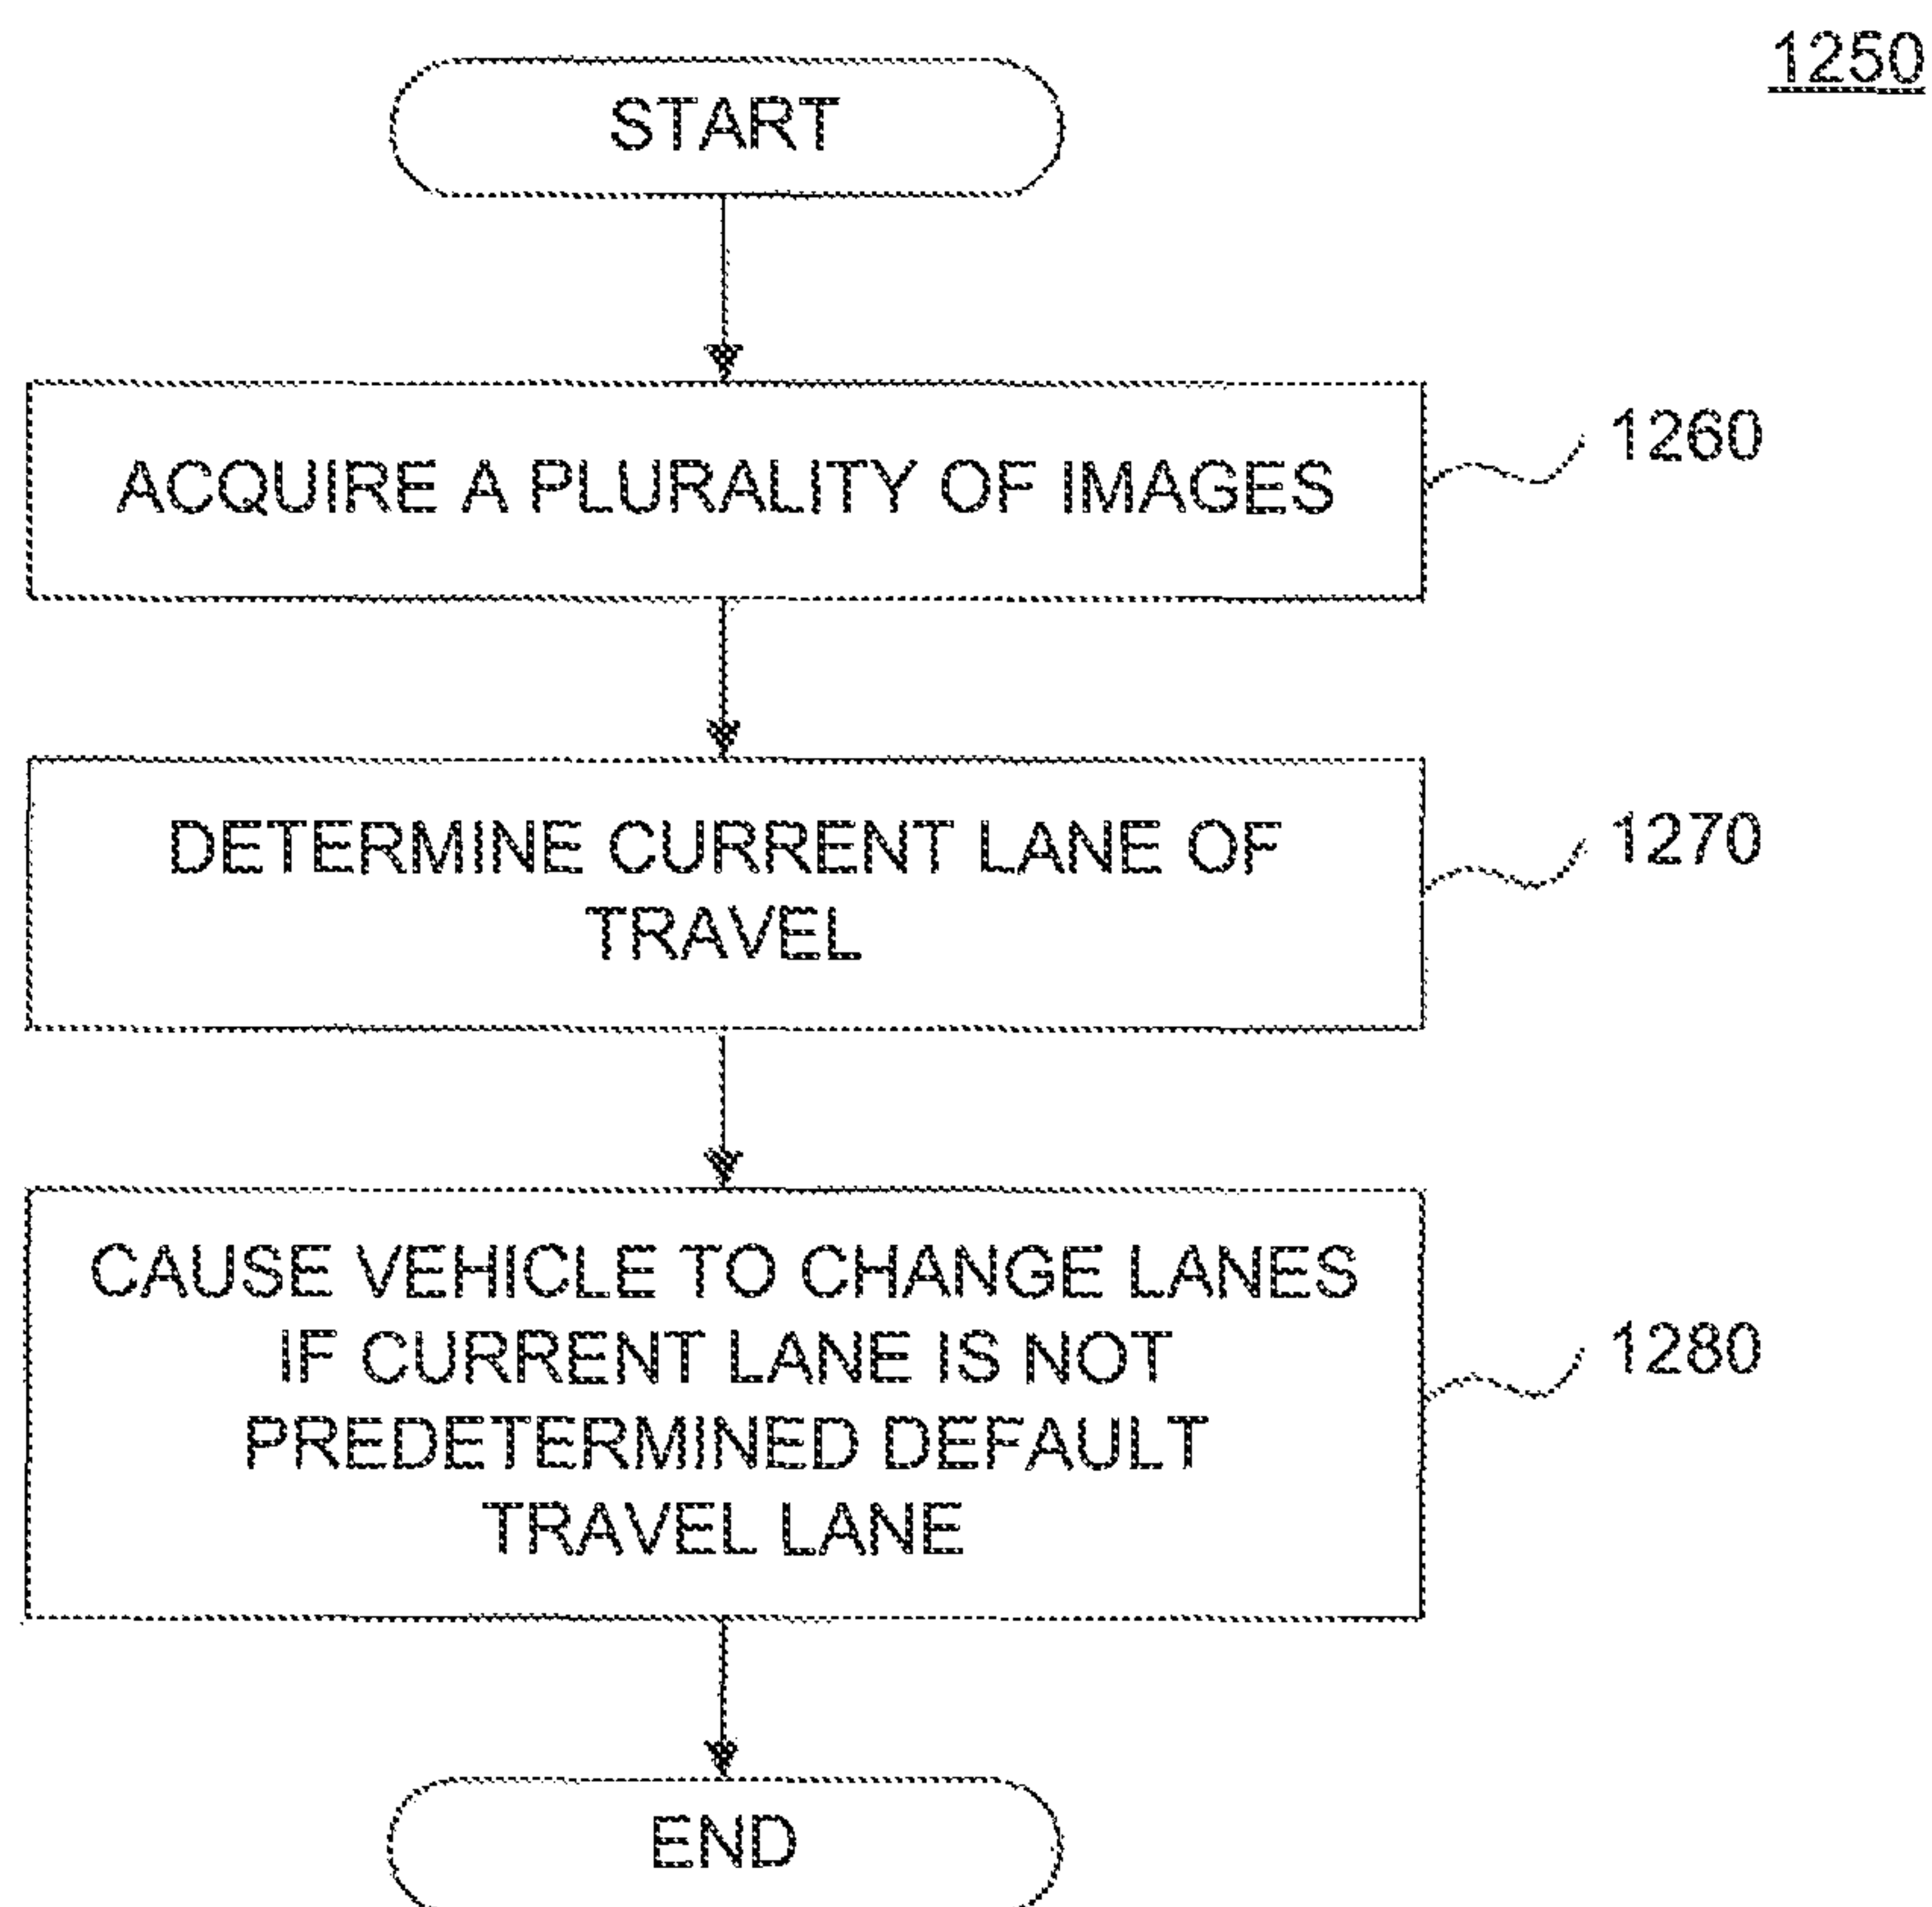 1250
START
ACQUIRE A PLURALITY OF IMAGES
1260
DETERMINE CURRENT LANE OF
TRAVEL
1270
CAUSE VEHICLE TO CHANGE LANES
IF CURRENT LANE IS NOT
PREDETERMINED DEFAULT
TRAVEL LANE
1280
END